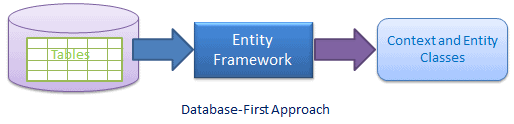 Tables
Entity
Framework
Context and Entity
Classes
Database-First Approach